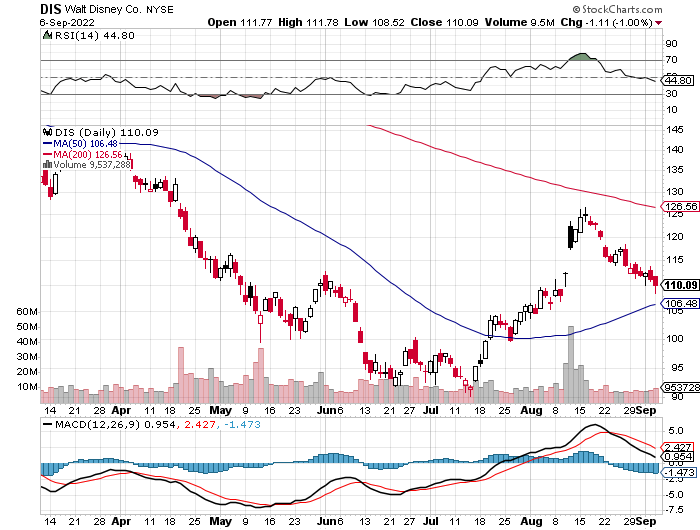 DIS Walt Disney Co. NYSE © StockCharts.com
6-Sep-2022 Open 111.77 High 111.78 Low 108.52 Close 110.09 Volume 9.5M Chg -1.11 (-1.00%)
RSI(14) 44.80
90
70
50
44.80
30
10
DIS (Daily) 110.09
MA(50) 106.48
MA(200) 126.56
Volume 9,537,288
145
140
135
130
126.56
125
120
115
110.09
106.48
105
100
95
90
60M
50M
40M
30M
20M
10M
953728
14 21 28 Apr 11 18 25 May 9 16 23 Jun 6 13 21 27 Jul 11 18 25 Aug 8 15 22 29 Sep
MACD(12,26,9) 0.954, 2.427, -1.473
5.0
2.427
0.954
0.0
-1.473
-2.5
-5.0
-7.5
14 21 28 Apr 11 18 25 May 9 16 23 Jun 6 13 21 27 Jul 11 18 25 Aug 8 15 22 29 Sep